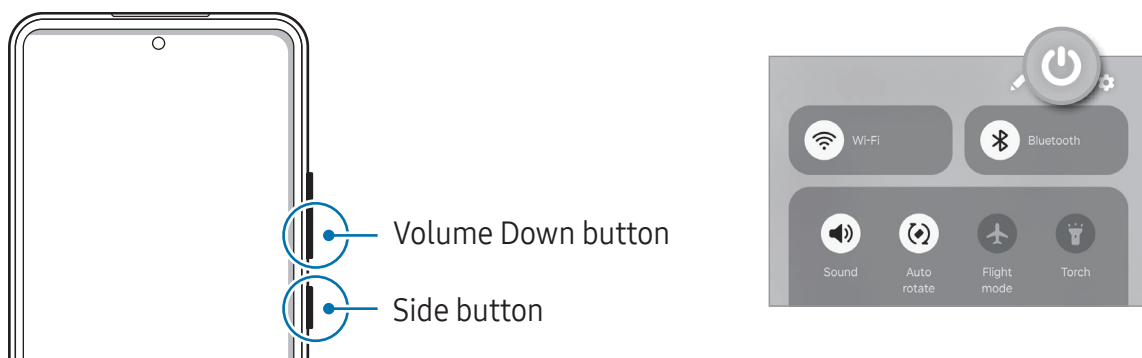 Volume Down button
Side button
Wi-Fi
Bluetooth
Sound
Auto
rotate
Flight
mode
Torch